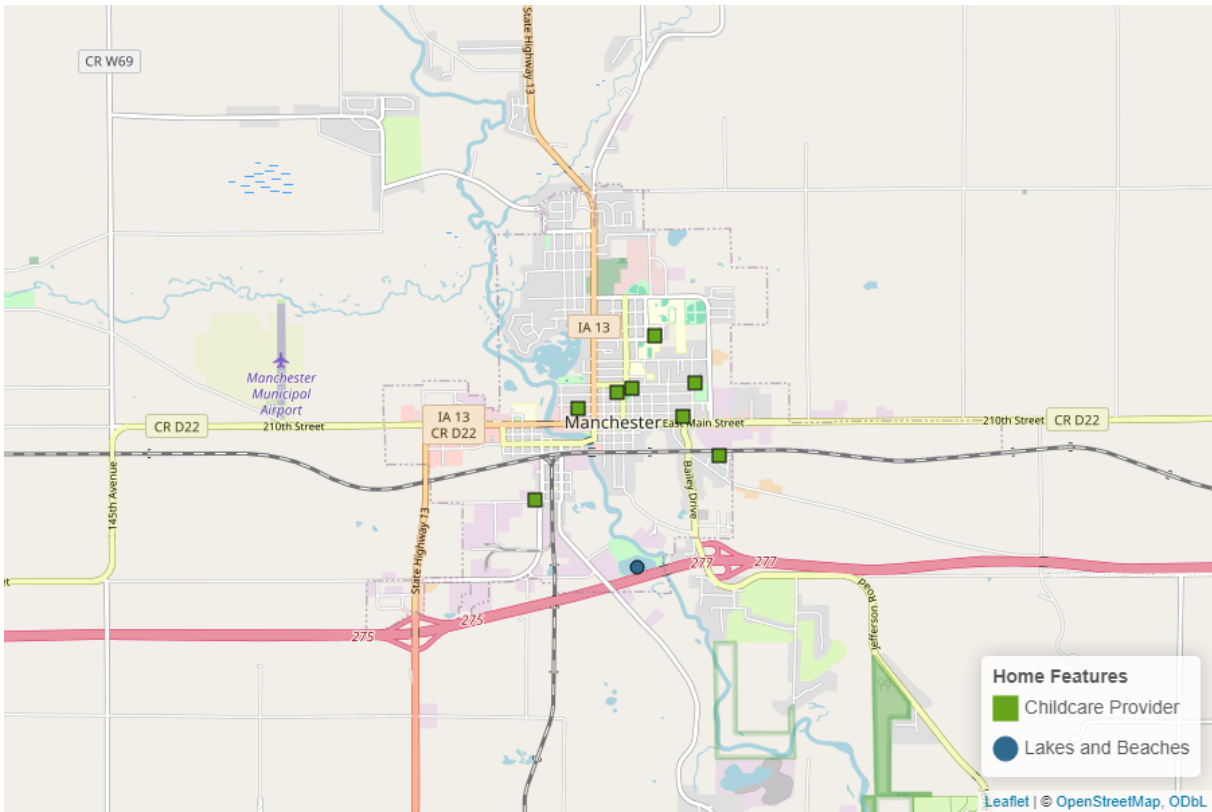 CR W69
State Highway 13
IA 13
Manchester
Municipal
Airport
IA 13
CR D22
CR D22
210th Street
Manchester
East Main Street
210th Street
CR D22
145th Avenue
Bailey Drive
State Highway 13
277
277
275
275
Jefferson Road
et
Home Features
Childcare Provider
Lakes and Beaches
Leaflet | © OpenStreetMap, ODbL